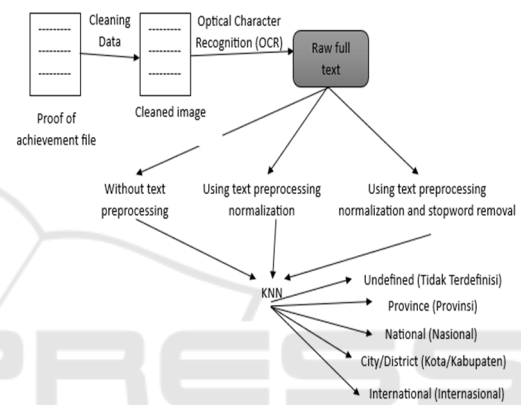 Cleaning
Data
Optical Character
Recognition (OCR)
Raw full
text
Proof of
achievement file
Cleaned image
Without text
preprocessing
Using text preprocessing
normalization
Using text preprocessing
normalization and stopword removal
KNN
Undefined (Tidak Terdefinisi)
Province (Provinsi)
National (Nasional)
City/District (Kota/Kabupaten)
International (Internasional)
PRESS